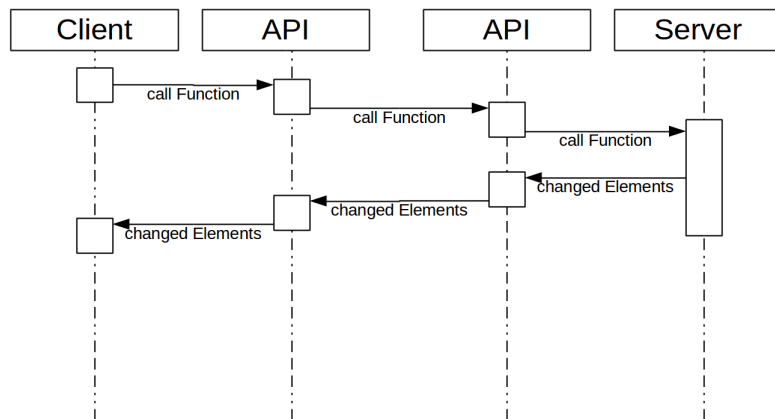 Client
API
API
Server
call Function
call Function
call Function
changed Elements
changed Elements
changed Elements